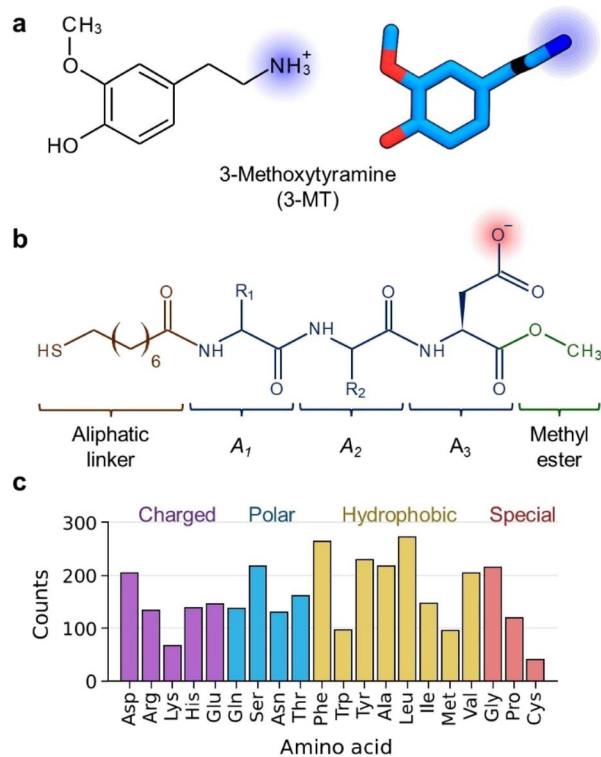 a
CH3
O
NH3+
HO
3-Methoxytyramine
(3-MT)
b
O−
O
R1
O
O
HS
6
NH
NH
NH
O
CH3
O
R2
O
Aliphatic
linker
A1
A2
A3
Methyl
ester
c
Charged Polar Hydrophobic Special
300
200
100
0
Counts
Asp Arg Lys His Glu Gln Ser Asn Thr Phe Trp Tyr Ala Leu Ile Met Val Gly Pro Cys
Amino acid